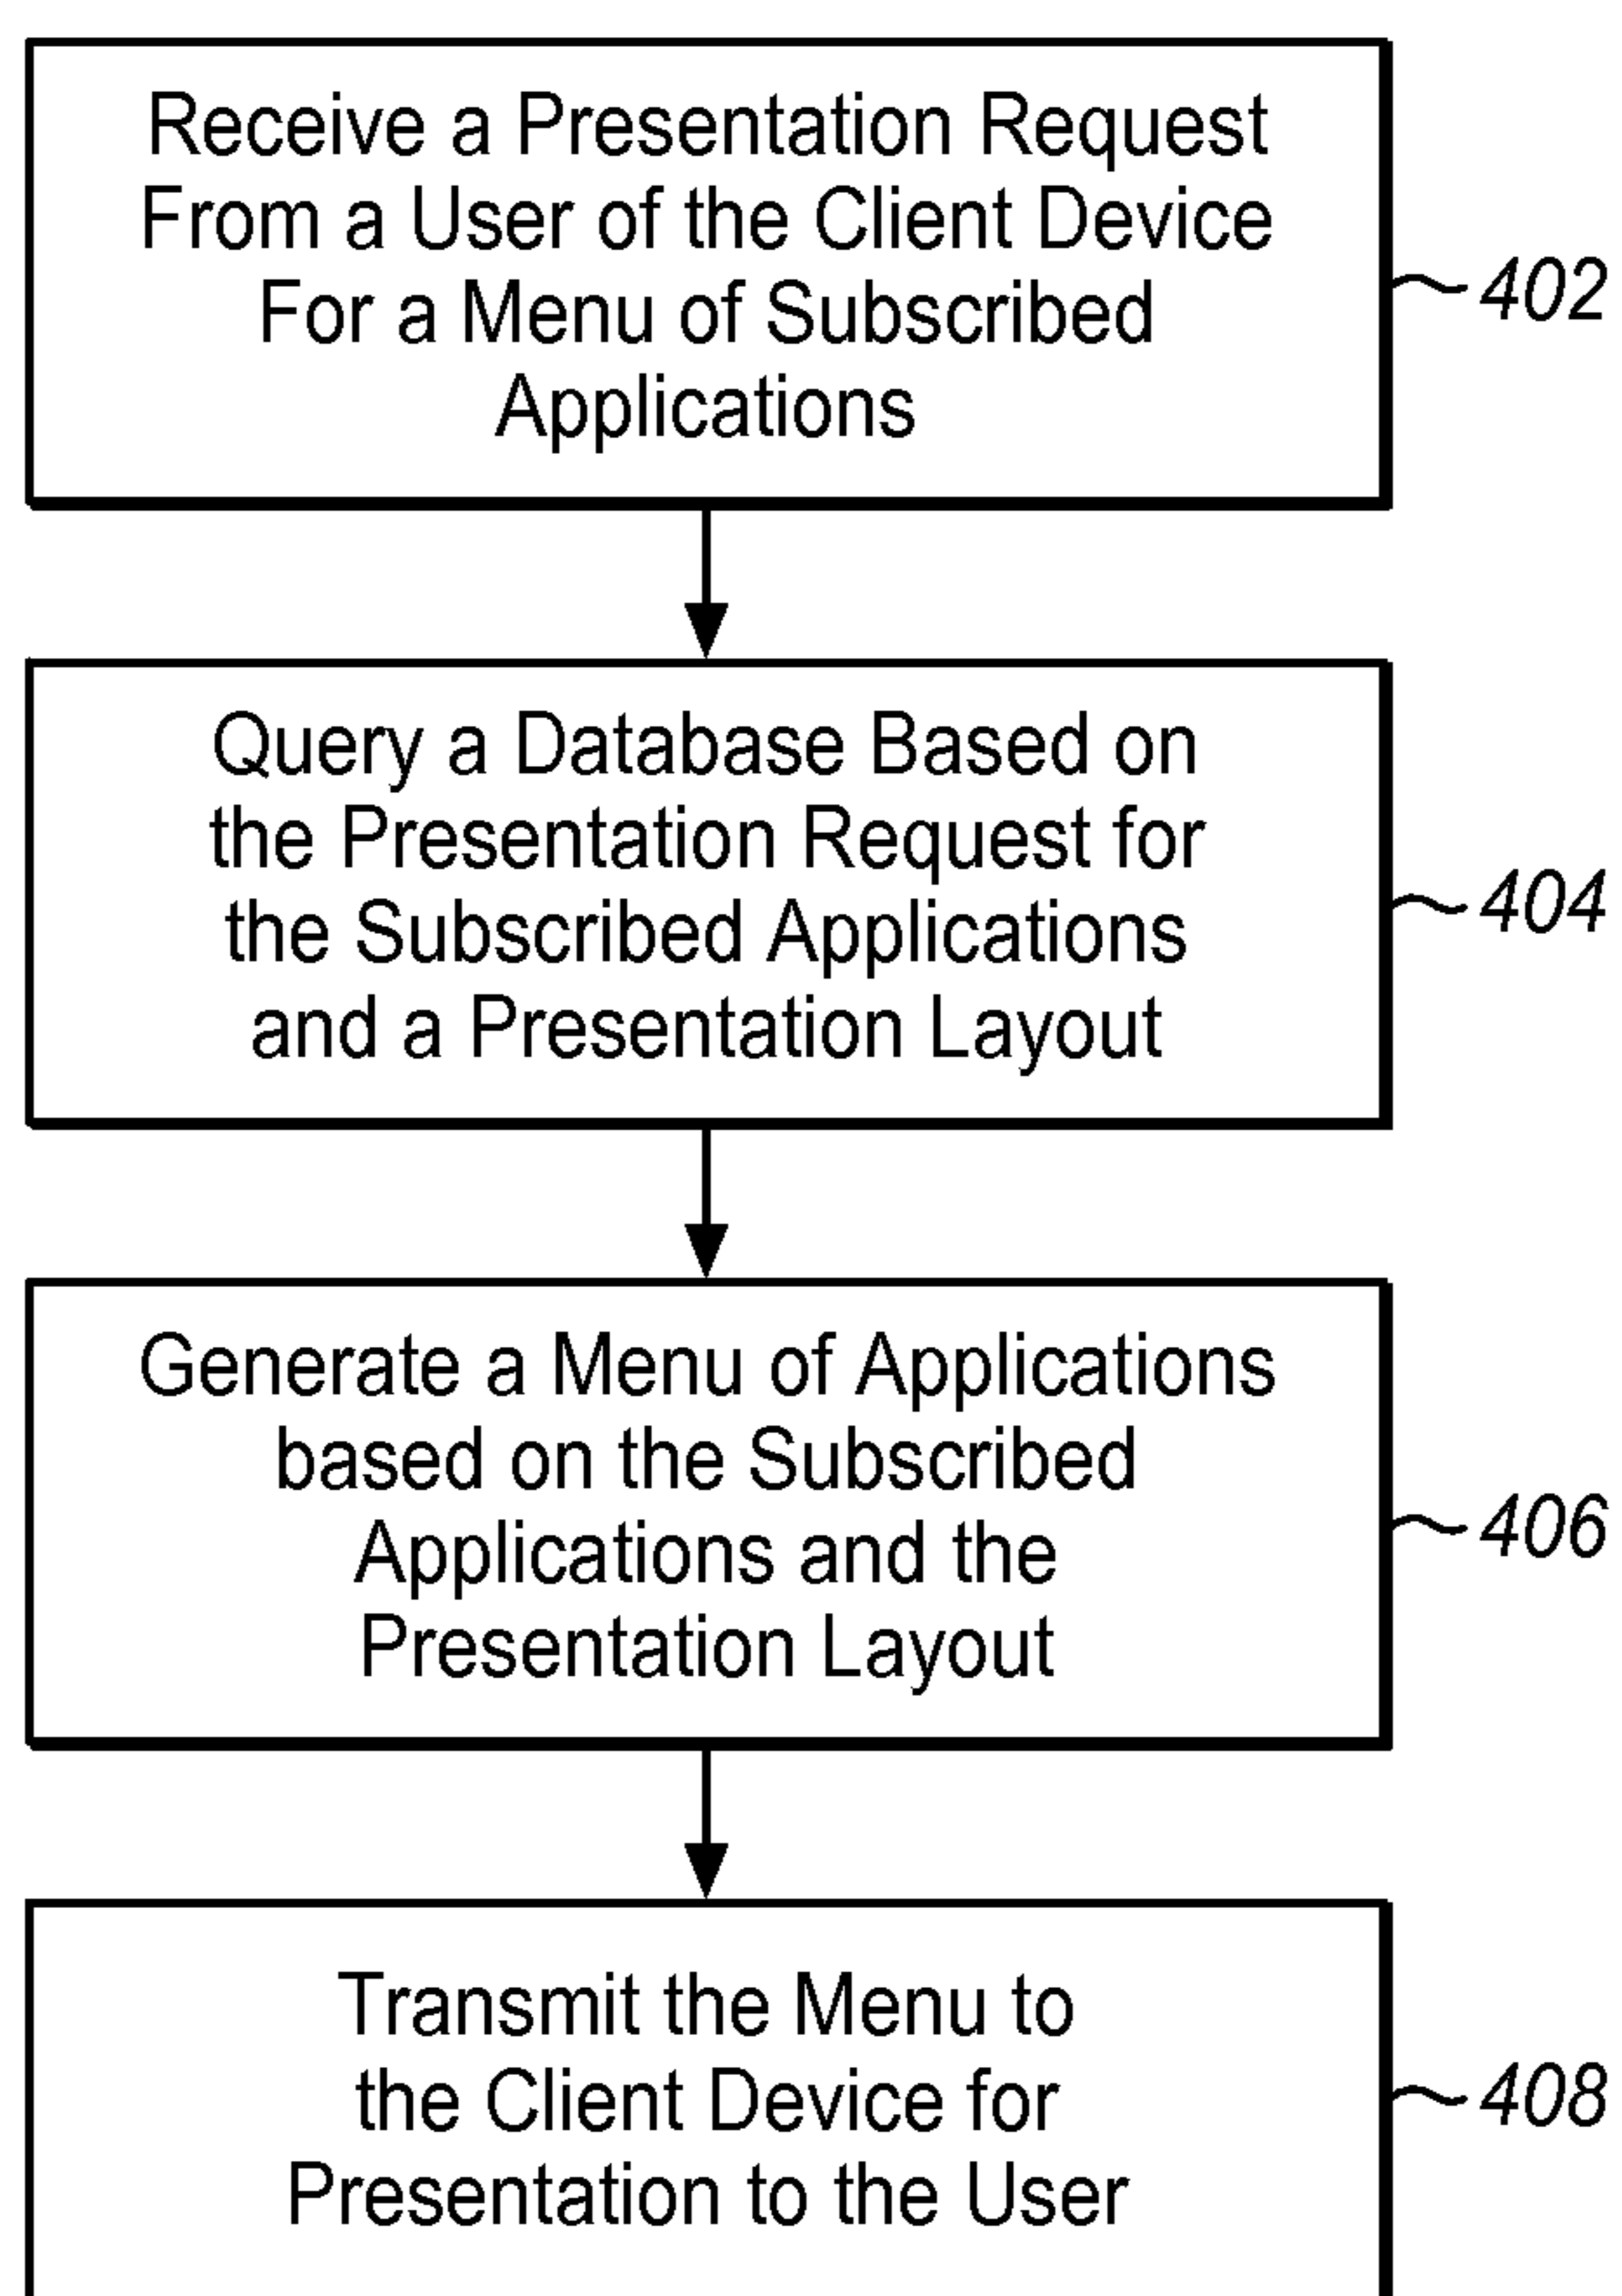 Receive a Presentation Request
From a User of the Client Device
For a Menu of Subscribed
Applications
402
Query a Database Based on
the Presentation Request for
the Subscribed Applications
and a Presentation Layout
404
Generate a Menu of Applications
based on the Subscribed
Applications and the
Presentation Layout
406
Transmit the Menu to
the Client Device for
Presentation to the User
408